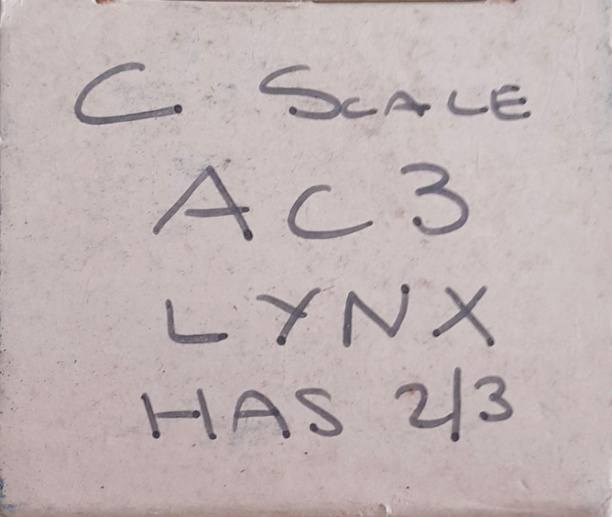 C SCALE
AC3
LYNX
HAS 2/3